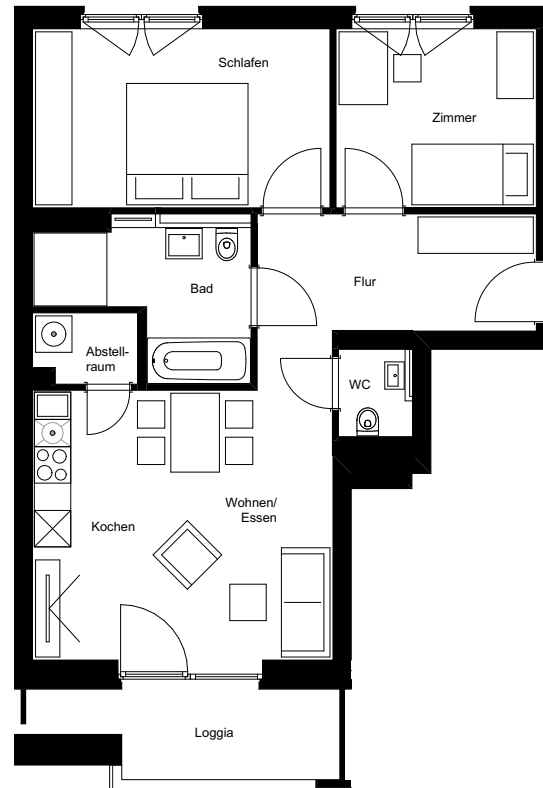 Schlafen
Zimmer
Bad
Flur
Abstell-
raum
WC
Wohnen/
Essen
Kochen
Loggia